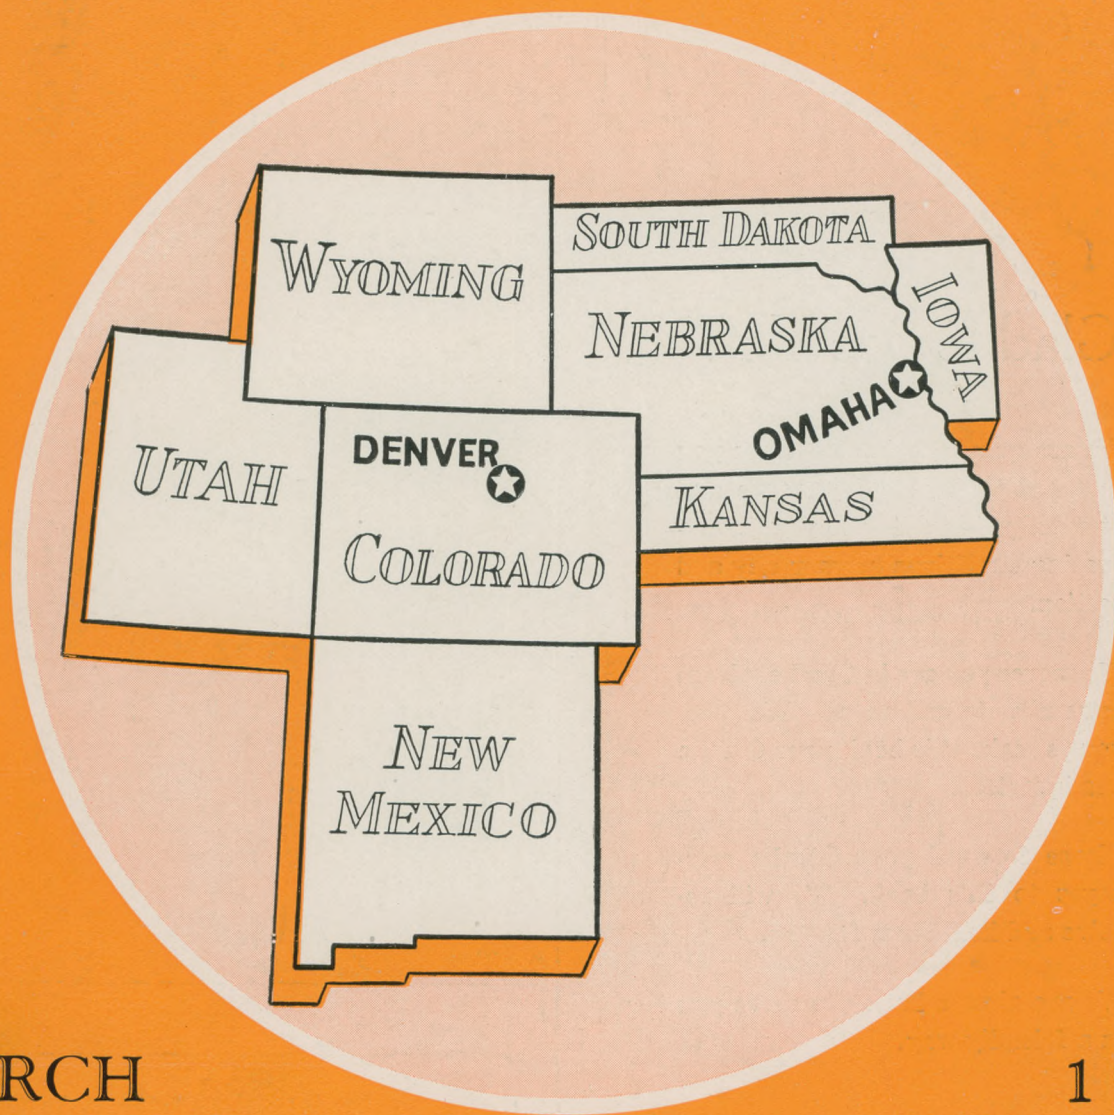 WYOMING
SOUTH DAKOTA
IOWA
NEBRASKA
OMAHA
UTAH
DENVER
COLORADO
KANSAS
NEW
MEXICO
RCH
1